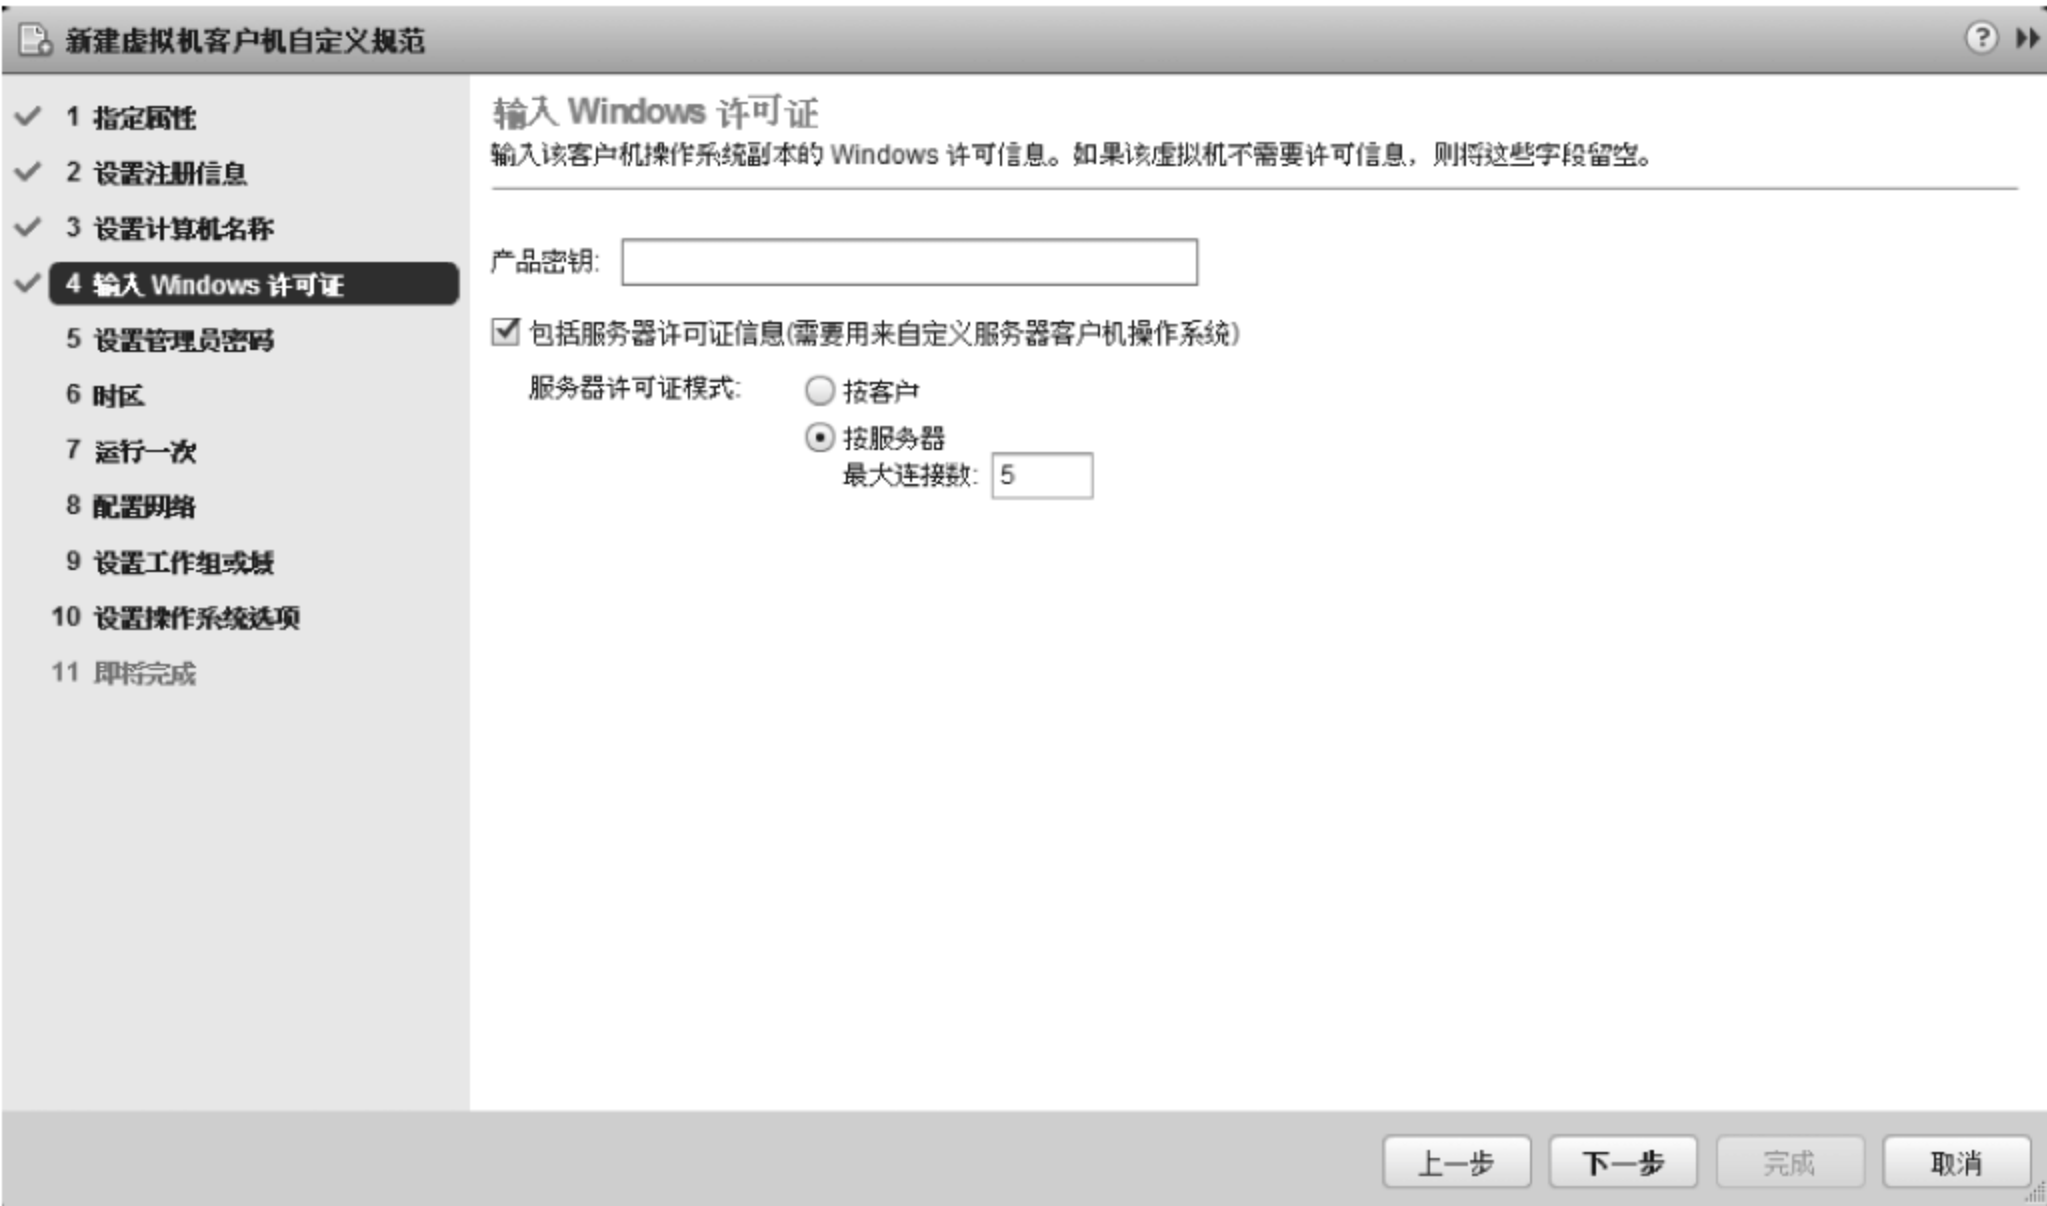 新建虚拟机客户机自定义规范
1 指定属性
2 设置注册信息
3 设置计算机名称
4 输入 Windows 许可证
5 设置管理员密码
6 时区
7 运行一次
8 配置网络
9 设置工作组或域
10 设置操作系统选项
11 即将完成
输入 Windows 许可证
输入该客户机操作系统副本的 Windows 许可信息。如果该虚拟机不需要许可信息，则将这些字段留空。
产品密钥:
包括服务器许可证信息(需要用来自定义服务器客户机操作系统)
服务器许可证模式:
按客户
按服务器
最大连接数: 5
上一步 下一步 完成 取消